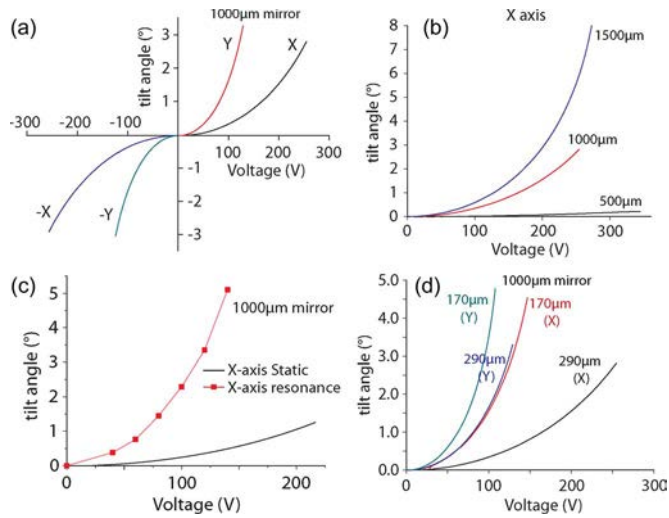 (a)
1000µm mirror
3
2
1
Y
X
tilt angle (°)
-300
-200
-100
100
200
300
Voltage (V)
-1
-2
-3
-X
-Y
(b)
X axis
8
7
6
5
4
3
2
1
0
tilt angle (°)
1500µm
1000µm
500µm
0
100
200
300
Voltage (V)
(c)
5
4
3
2
1
0
tilt angle (°)
1000µm mirror
X-axis Static
X-axis resonance
0
100
200
Voltage (V)
(d)
5.0
4.0
3.0
2.0
1.0
0.0
tilt angle (°)
1000µm mirror
170µm
(Y)
170µm
(X)
290µm
(Y)
290µm
(X)
0
100
200
300
Voltage (V)